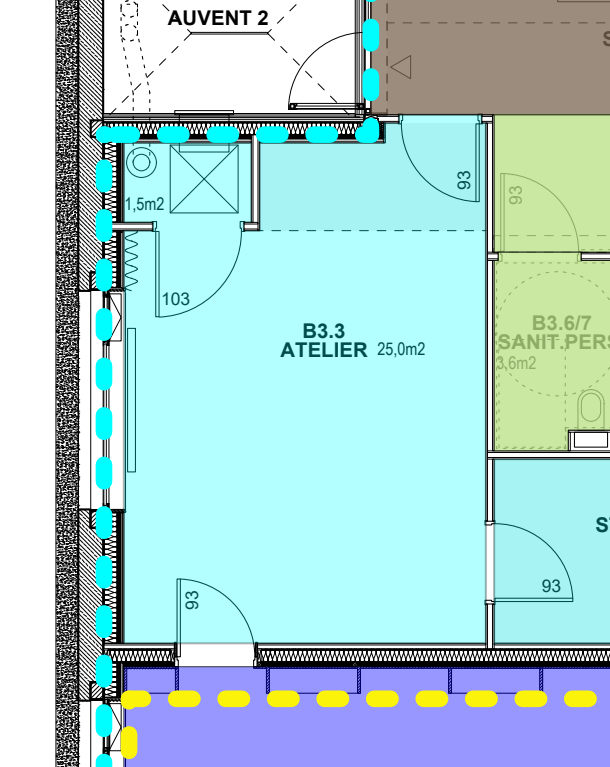 AUVENT 2
S
93
93
1,5m2
103
B3.3
ATELIER 25,0m2
B3.6/7
SANIT.PERS
3,6m2
S
93
93